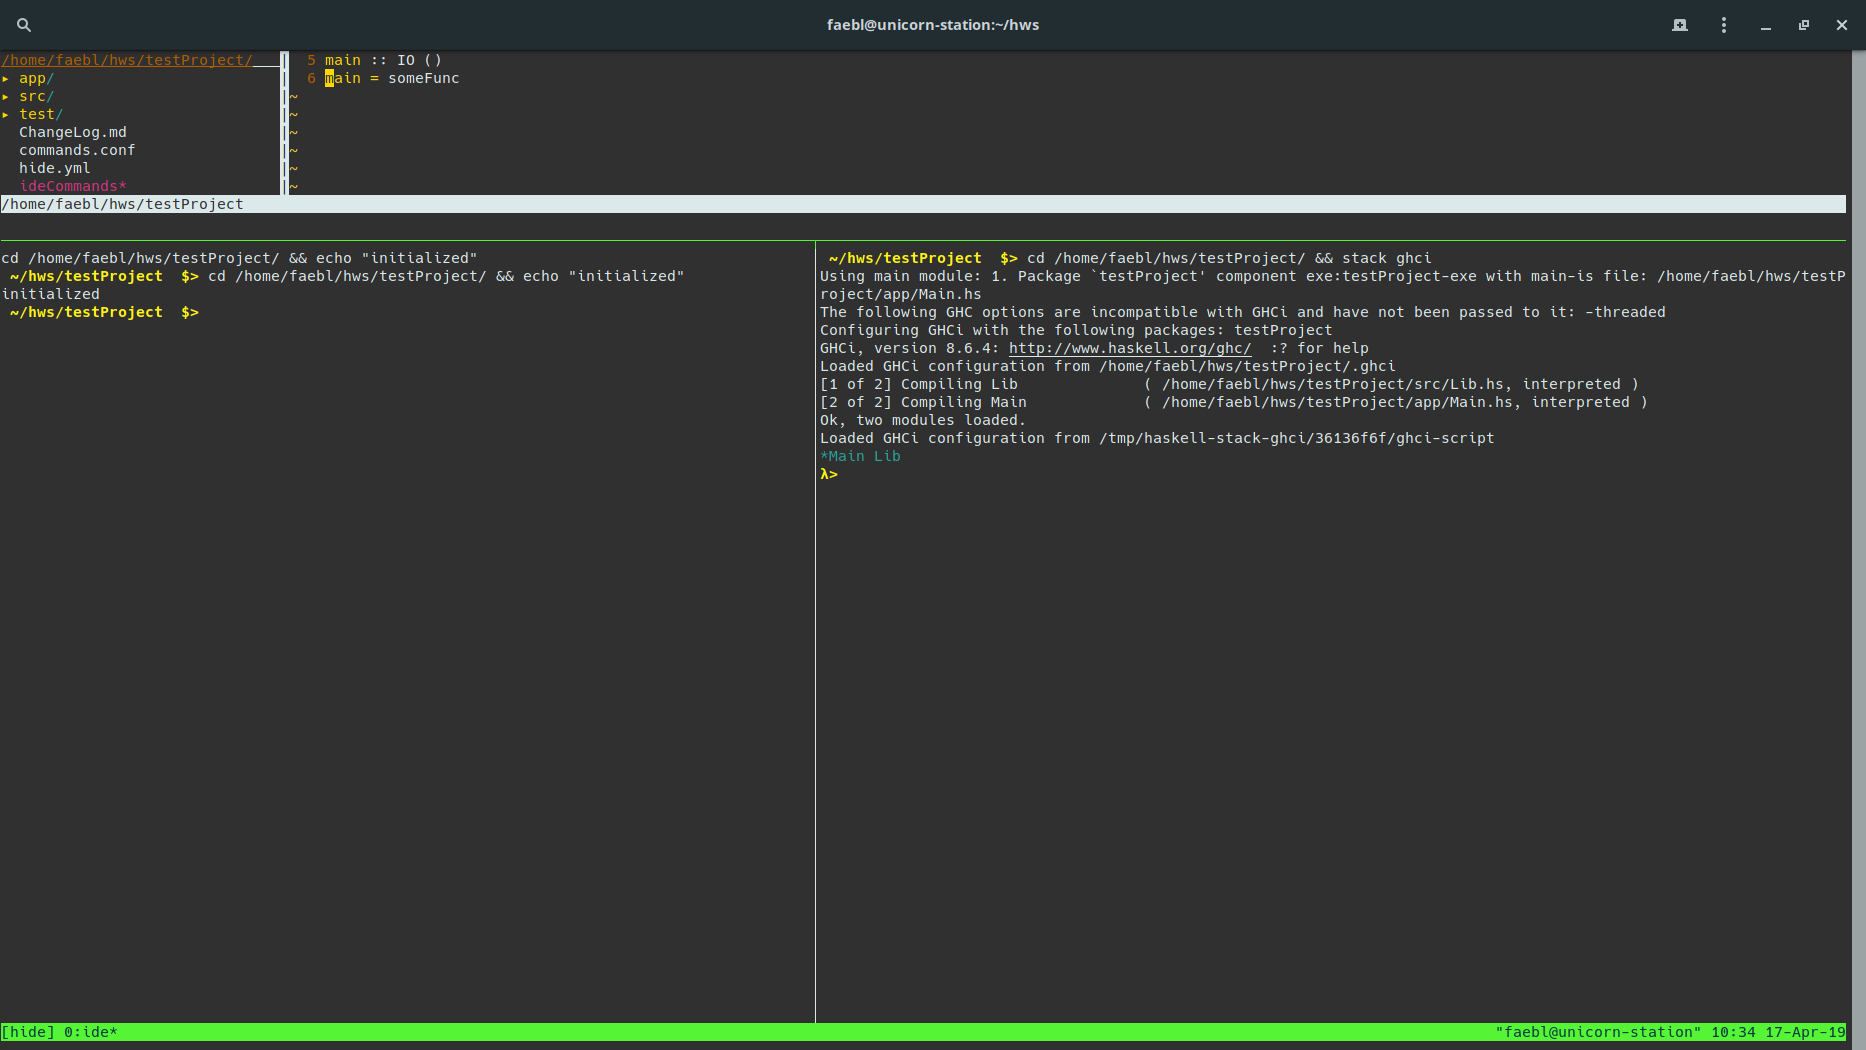 faebl@unicorn-station:~/hws
/home/faebl/hws/testProject/
▸ app/
▸ src/
▸ test/
ChangeLog.md
commands.conf
hide.yml
ideCommands*
5 main :: IO ()
6 main = someFunc
~
~
~
~
~
~
/home/faebl/hws/testProject
cd /home/faebl/hws/testProject/ && echo "initialized"
~/hws/testProject  $> cd /home/faebl/hws/testProject/ && echo "initialized"
initialized
~/hws/testProject  $>
~/hws/testProject  $> cd /home/faebl/hws/testProject/ && stack ghci
Using main module: 1. Package `testProject' component exe:testProject-exe with main-is file: /home/faebl/hws/testP
roject/app/Main.hs
The following GHC options are incompatible with GHCi and have not been passed to it: -threaded
Configuring GHCi with the following packages: testProject
GHCi, version 8.6.4: http://www.haskell.org/ghc/  :? for help
Loaded GHCi configuration from /home/faebl/hws/testProject/.ghci
[1 of 2] Compiling Lib              ( /home/faebl/hws/testProject/src/Lib.hs, interpreted )
[2 of 2] Compiling Main             ( /home/faebl/hws/testProject/app/Main.hs, interpreted )
Ok, two modules loaded.
Loaded GHCi configuration from /tmp/haskell-stack-ghci/36136f6f/ghci-script
*Main Lib
λ>
[hide] 0:ide*
"faebl@unicorn-station" 10:34 17-Apr-19